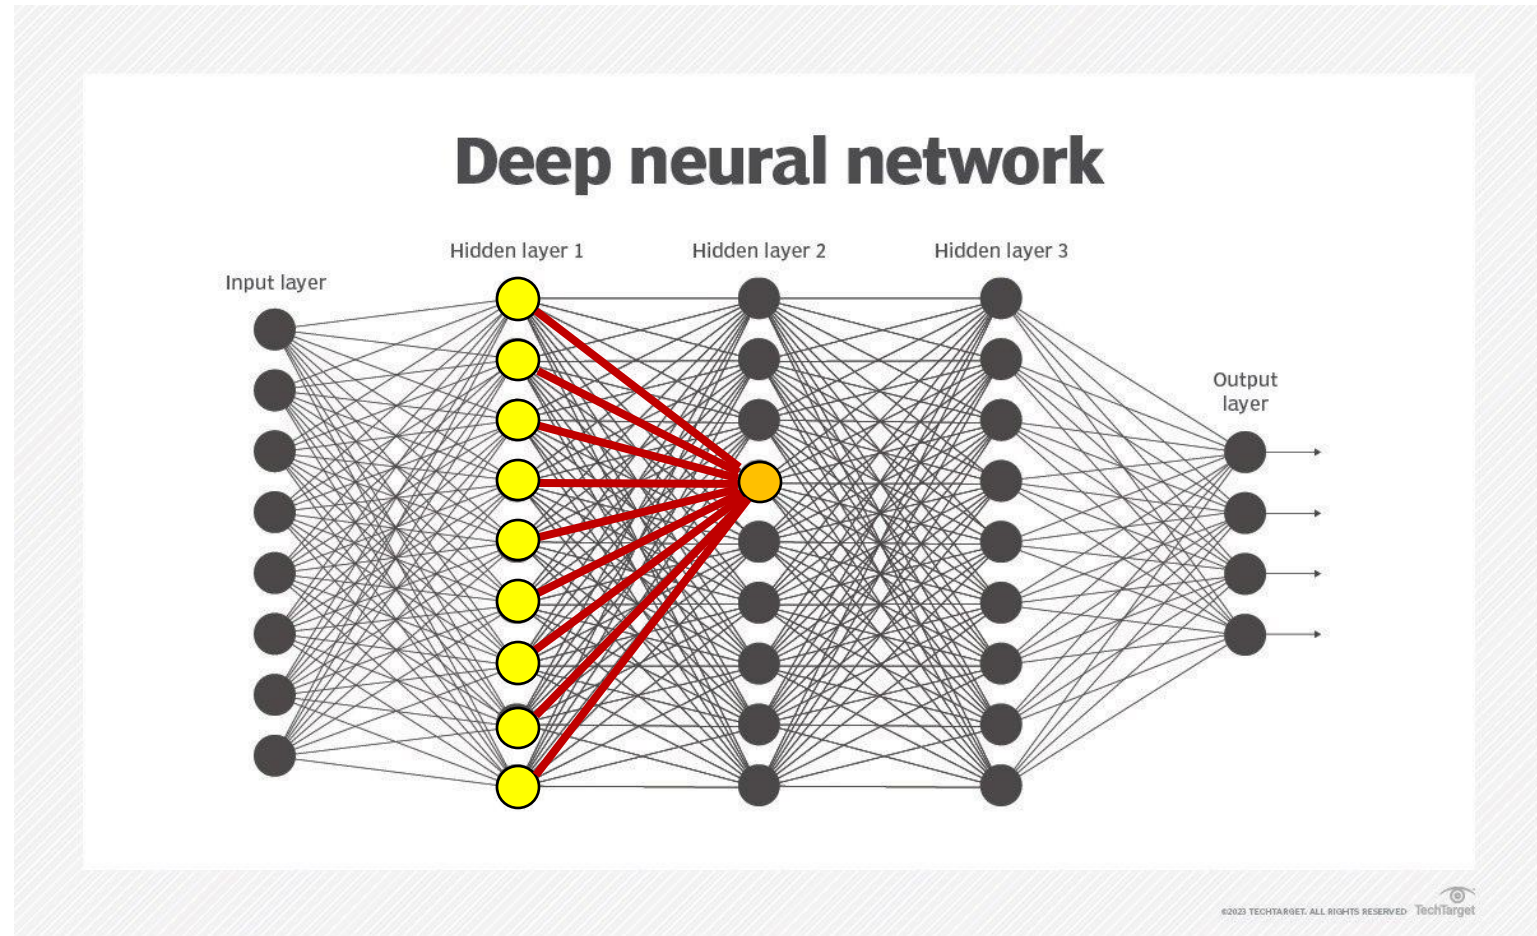 Deep neural network
Input layer
Hidden layer 1
Hidden layer 2
Hidden layer 3
Output
layer
©2023 TECHTARGET. ALL RIGHTS RESERVED
TechTarget